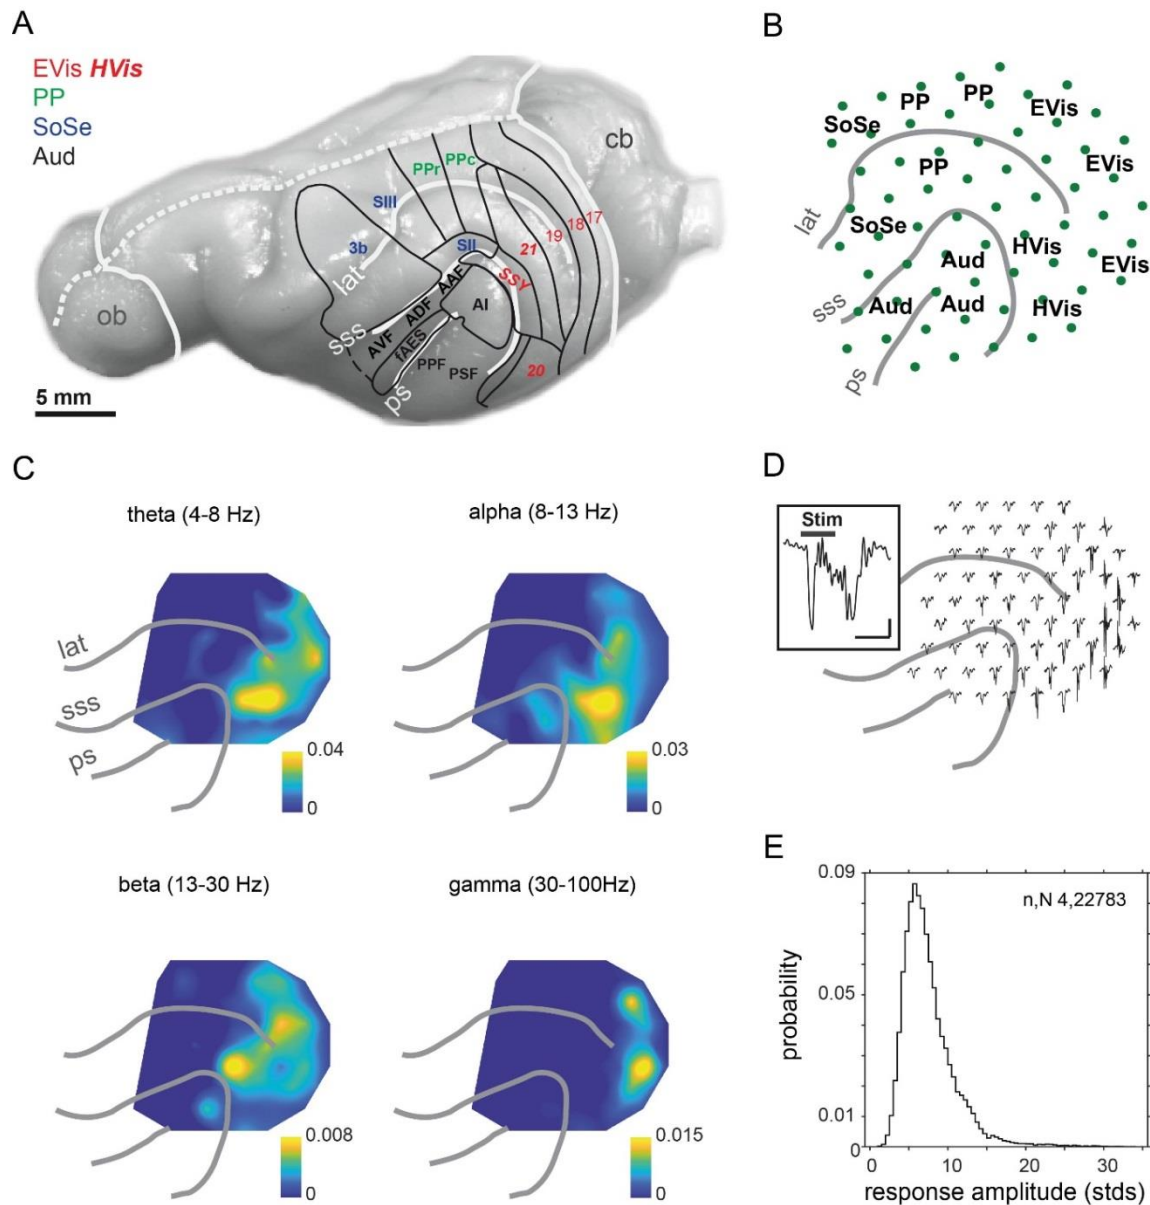 A
EVis HVis
PP
SoSe
Aud
ob
cb
5 mm
PPr PPc
SIII
3b
lat
SII
21
19
18
17
SSY
AAF
AI
sss
ADF
AVF
fAES
PPF
PSF
ps
20
B
PP PP
EVis
SoSe
PP
EVis
lat
SoSe
Aud
HVis
EVis
sss
Aud
Aud
HVis
ps
C
theta (4-8 Hz)
alpha (8-13 Hz)
lat
sss
ps
0.04
0
0.03
0
beta (13-30 Hz)
gamma (30-100Hz)
0.008
0
0.015
0
D
Stim
E
0.09
n,N 4,22783
0.05
probability
0.01
0
0 10 20 30
response amplitude (stds)